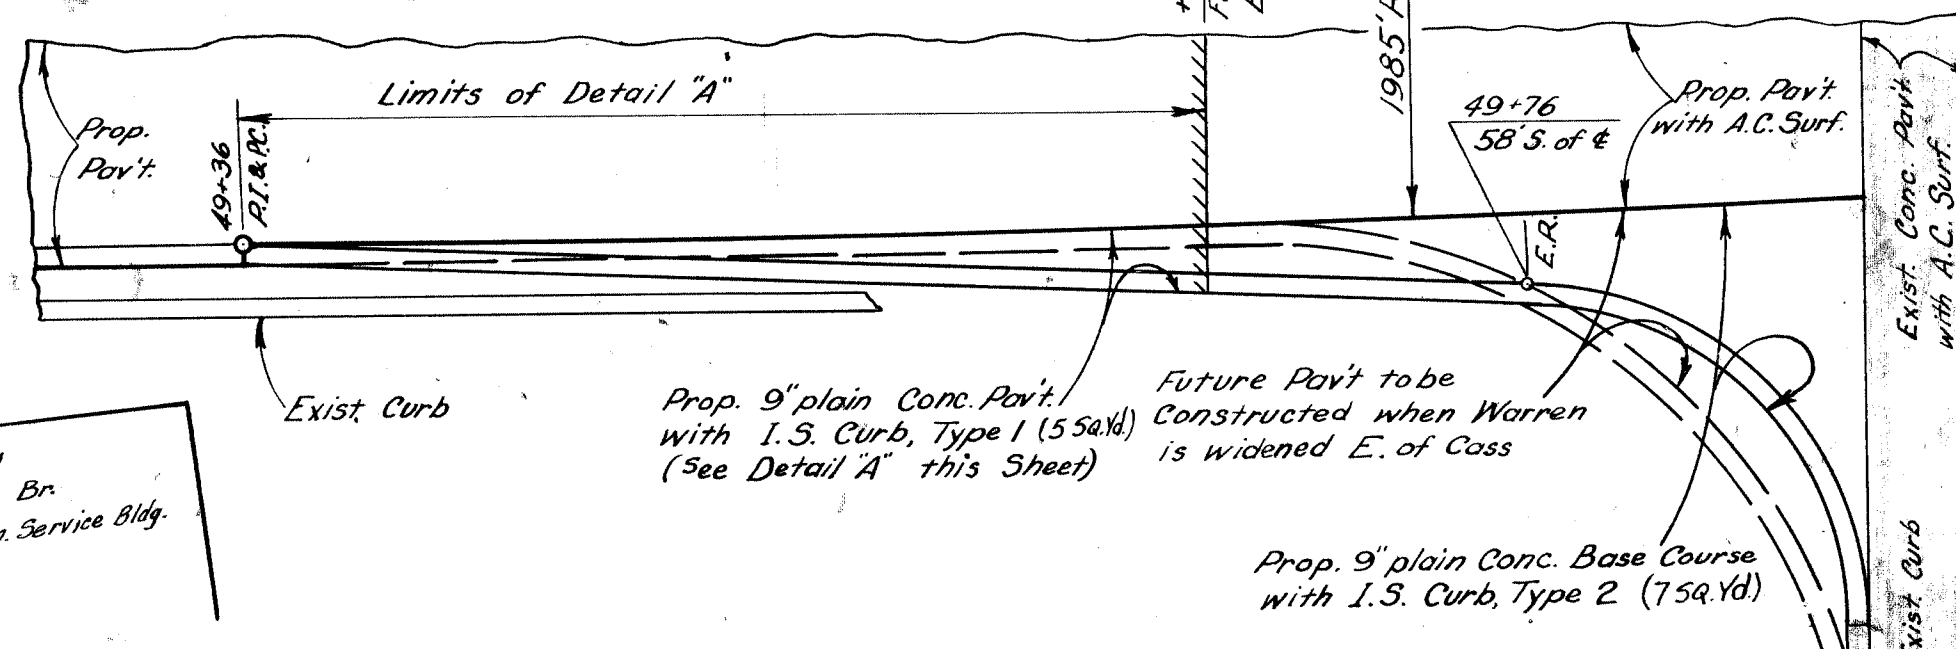 Limits of Detail "A"
1985'
Prop.
Pav't.
49+36
P.I. & P.C.
49+76
58' S. of ℄
Prop. Pav't.
with A.C. Surf.
Exist. Conc. Pav't.
with A.C. Surf.
E.R.
Exist. Curb
Prop. 9" plain Conc. Pav't.
with I.S. Curb, Type 1 (5 Sq.Yd.)
(See Detail "A" this Sheet)
Future Pav't to be
Constructed when Warren
is widened E. of Cass
Br.
Service Bldg.
Prop. 9" plain Conc. Base Course
with I.S. Curb, Type 2 (7 Sq.Yd.)
Exist. Curb